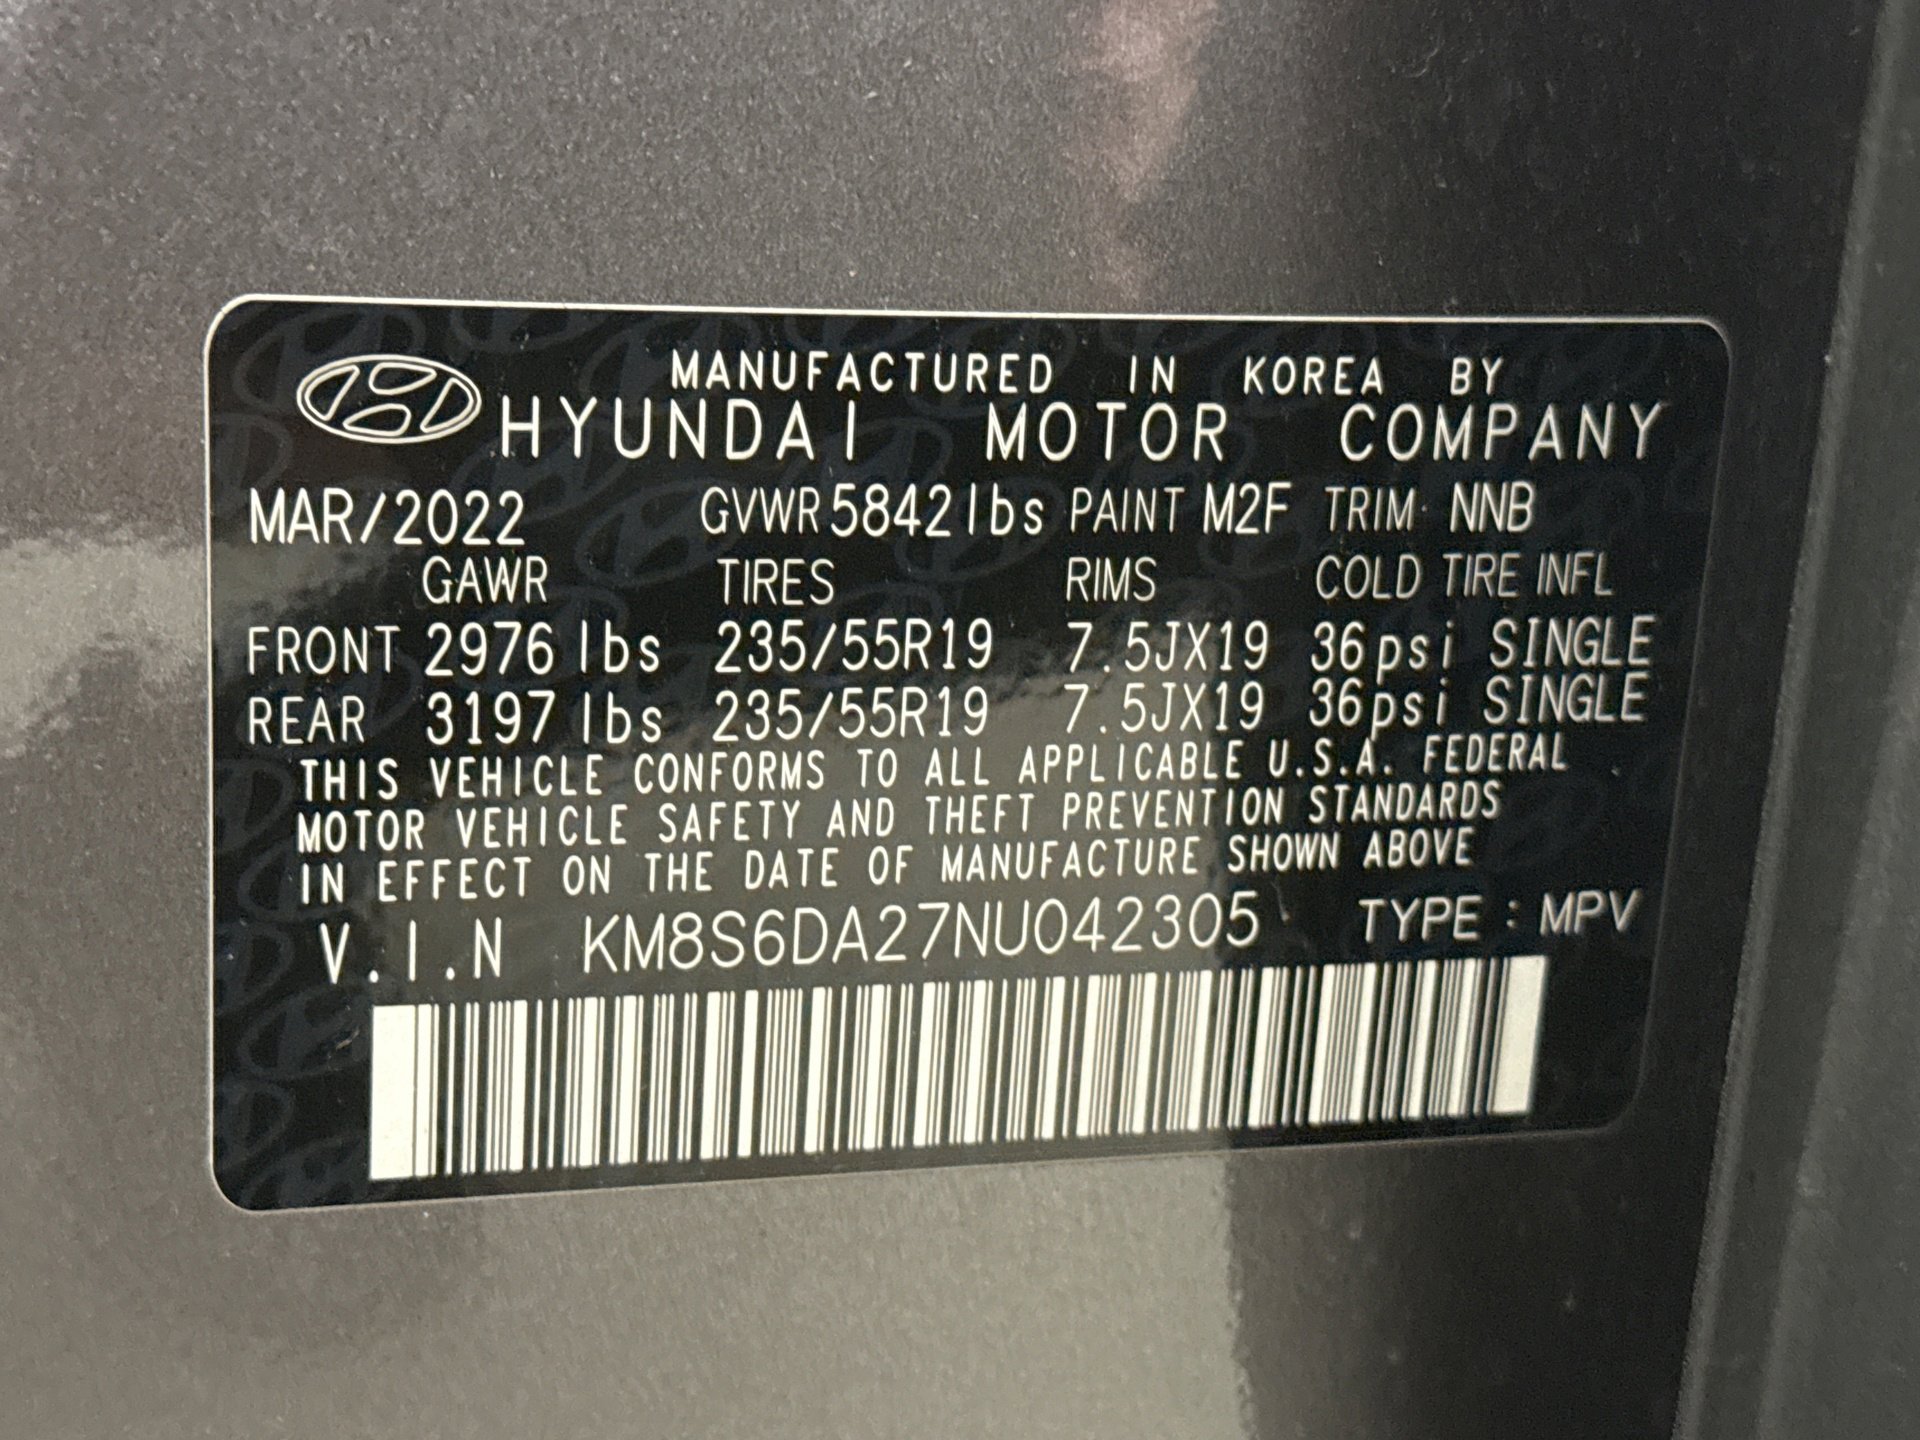 MANUFACTURED IN KOREA BY
HYUNDAI MOTOR COMPANY
MAR/2022 GVWR 5842lbs PAINT M2F TRIM NNB
GAWR TIRES RIMS COLD TIRE INFL
FRONT 2976 lbs 235/55R19 7.5JX19 36psi SINGLE
REAR 3197 lbs 235/55R19 7.5JX19 36psi SINGLE
THIS VEHICLE CONFORMS TO ALL APPLICABLE U.S.A. FEDERAL
MOTOR VEHICLE SAFETY AND THEFT PREVENTION STANDARDS
IN EFFECT ON THE DATE OF MANUFACTURE SHOWN ABOVE
V.I.N KM8S6DA27NU042305 TYPE : MPV